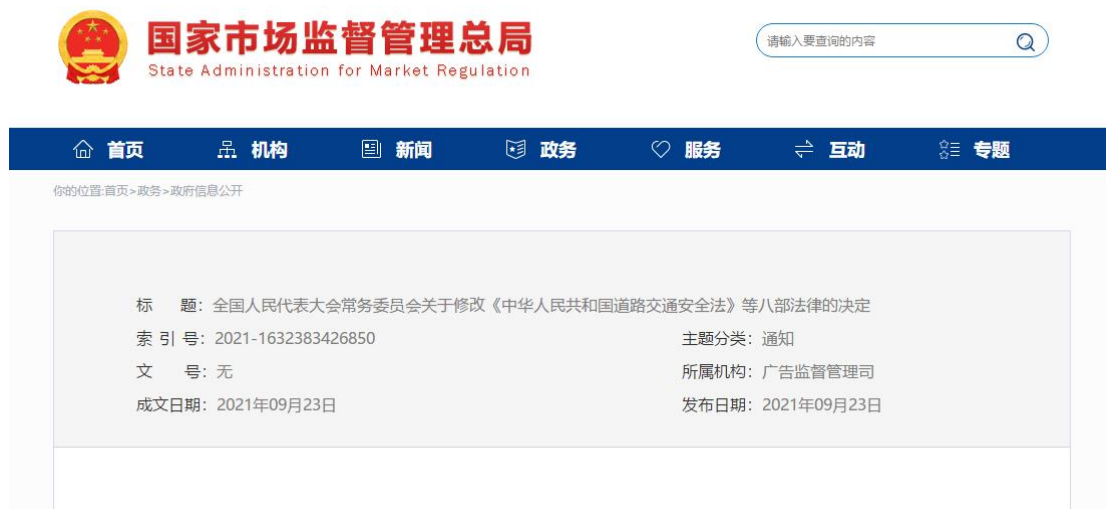 国家市场监督管理总局
State Administration for Market Regulation
请输入要查询的内容
首页 机构 新闻 政务 服务 互动 专题
你的位置:首页>政务>政府信息公开
标 题：全国人民代表大会常务委员会关于修改《中华人民共和国道路交通安全法》等八部法律的决定
索 引 号：2021-1632383426850 主题分类：通知
文 号：无 所属机构：广告监督管理司
成文日期：2021年09月23日 发布日期：2021年09月23日